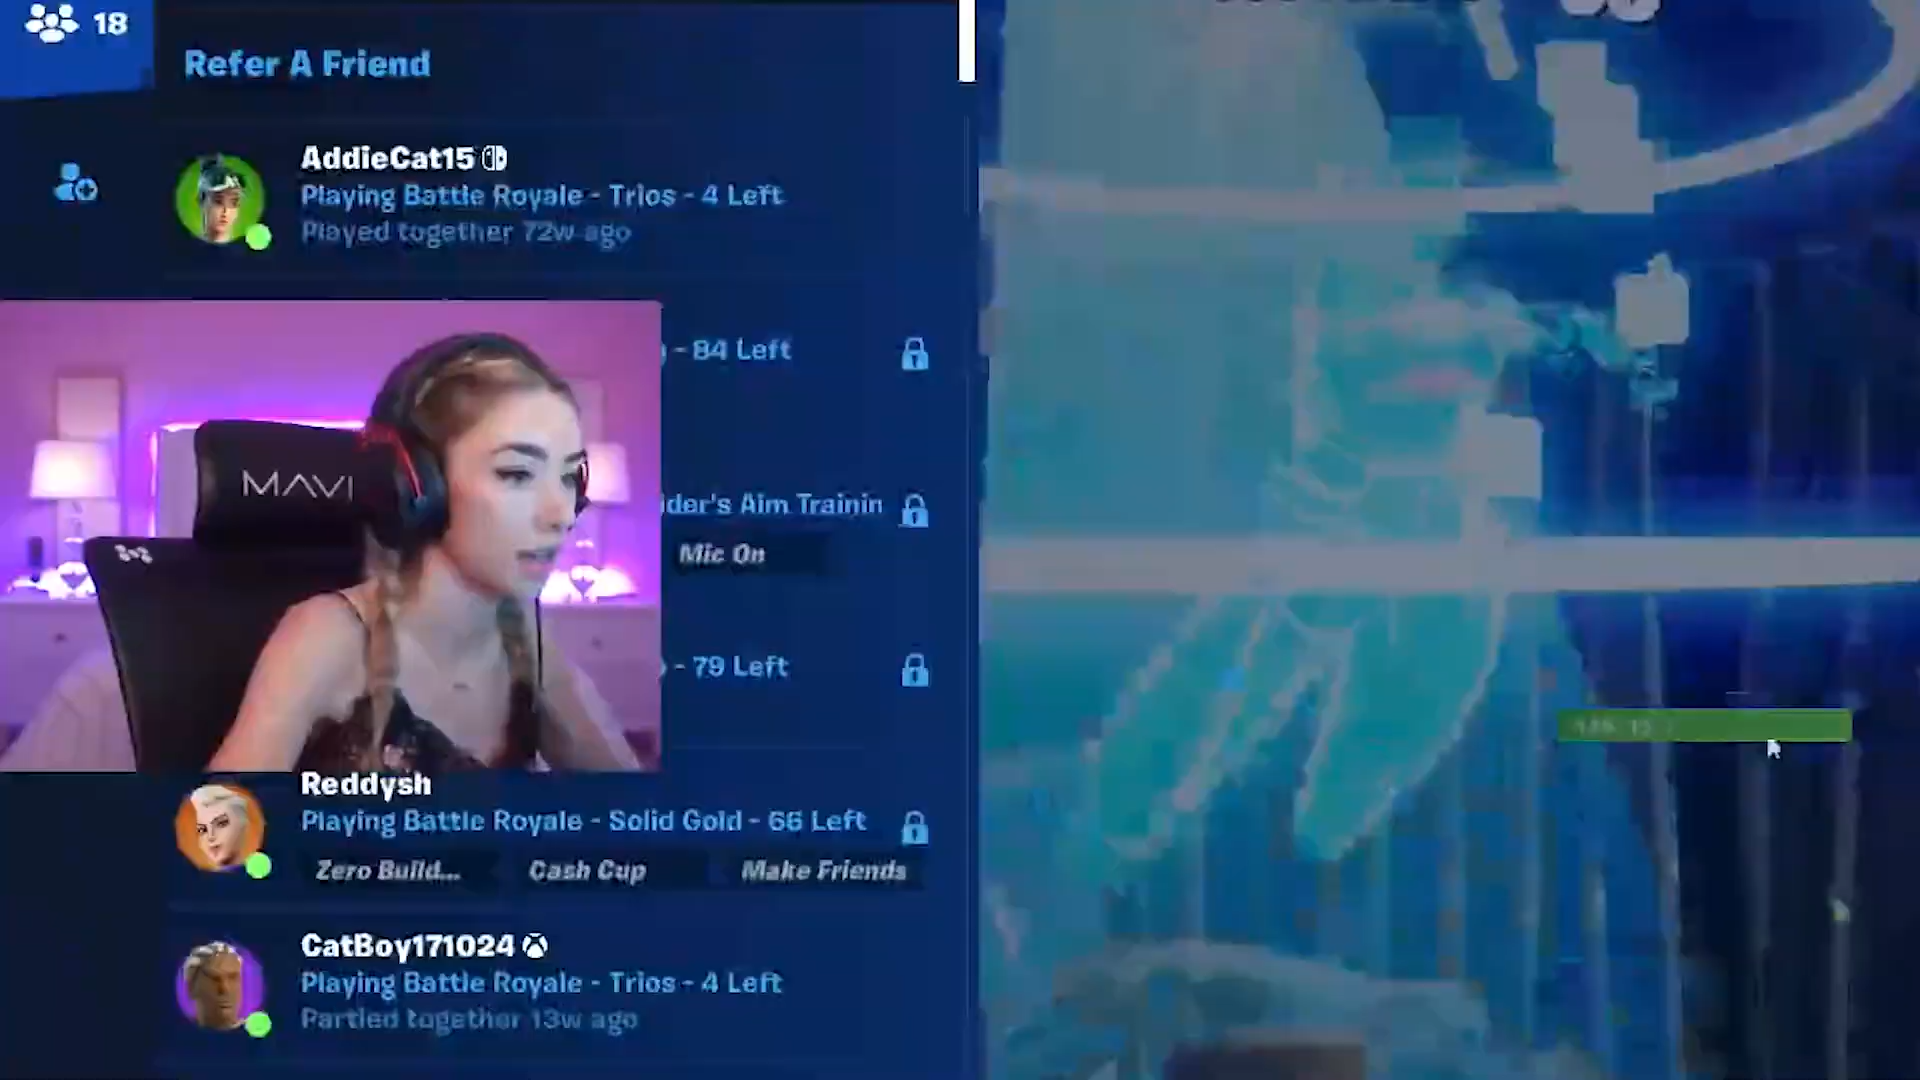 18
Refer A Friend
AddieCat15
Playing Battle Royale - Trios - 4 Left
Played together 72w ago
- 84 Left
MAVI
der's Aim Trainin
Mic On
- 79 Left
Reddysh
Playing Battle Royale - Solid Gold - 66 Left
Zero Build...
Cash Cup
Make Friends
CatBoy171024
Playing Battle Royale - Trios - 4 Left
Partied together 13w ago